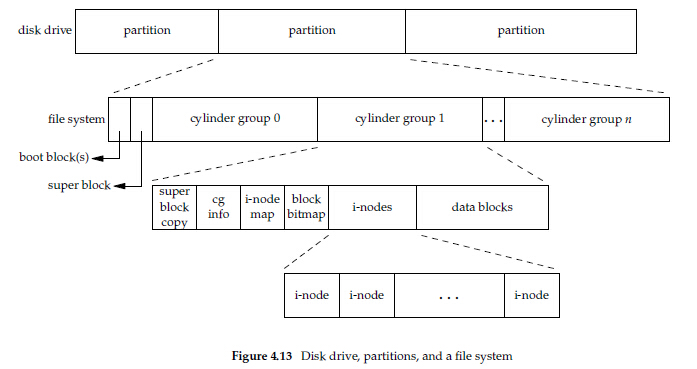 disk drive partition partition partition
file system cylinder group 0 cylinder group 1 ... cylinder group n
boot block(s)
super block
super block copy
cg info
i-node map
block bitmap
i-nodes
data blocks
i-node i-node ... i-node
Figure 4.13 Disk drive, partitions, and a file system